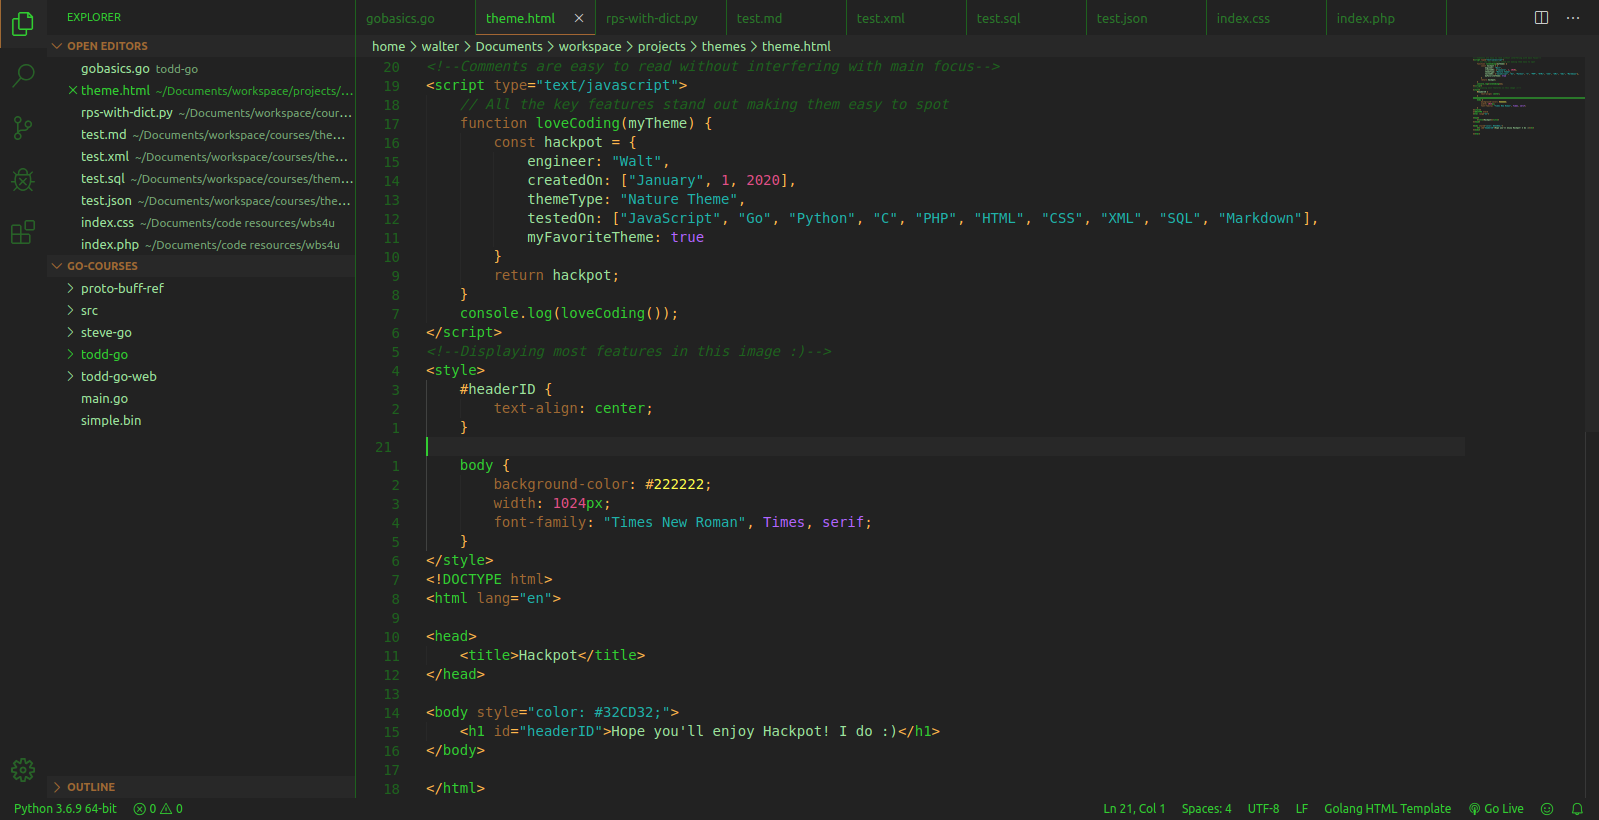 EXPLORER
OPEN EDITORS
gobasics.go todd-go
theme.html ~/Documents/workspace/projects/...
rps-with-dict.py ~/Documents/workspace/cour...
test.md ~/Documents/workspace/courses/the...
test.xml ~/Documents/workspace/courses/the...
test.sql ~/Documents/workspace/courses/them...
test.json ~/Documents/workspace/courses/the...
index.css ~/Documents/code resources/wbs4u
index.php ~/Documents/code resources/wbs4u
GO-COURSES
proto-buff-ref
src
steve-go
todd-go
todd-go-web
main.go
simple.bin
OUTLINE
gobasics.go theme.html rps-with-dict.py test.md test.xml test.sql test.json index.css index.php
home > walter > Documents > workspace > projects > themes > theme.html
20 <!--Comments are easy to read without interfering with main focus-->
19 <script type="text/javascript">
18 // All the key features stand out making them easy to spot
17 function loveCoding(myTheme) {
16 const hackpot = {
15 engineer: "Walt",
14 createdOn: ["January", 1, 2020],
13 themeType: "Nature Theme",
12 testedOn: ["JavaScript", "Go", "Python", "C", "PHP", "HTML", "CSS", "XML", "SQL", "Markdown"],
11 myFavoriteTheme: true
10 }
9 return hackpot;
8 }
7 console.log(loveCoding());
6 </script>
5 <!--Displaying most features in this image :)-->
4 <style>
3 #headerID {
2 text-align: center;
1 }
21
1 body {
2 background-color: #222222;
3 width: 1024px;
4 font-family: "Times New Roman", Times, serif;
5 }
6 </style>
7 <!DOCTYPE html>
8 <html lang="en">
9
10 <head>
11 <title>Hackpot</title>
12 </head>
13
14 <body style="color: #32CD32;">
15 <h1 id="headerID">Hope you'll enjoy Hackpot! I do :)</h1>
16 </body>
17
18 </html>
Python 3.6.9 64-bit 0 0 Ln 21, Col 1 Spaces: 4 UTF-8 LF Golang HTML Template Go Live